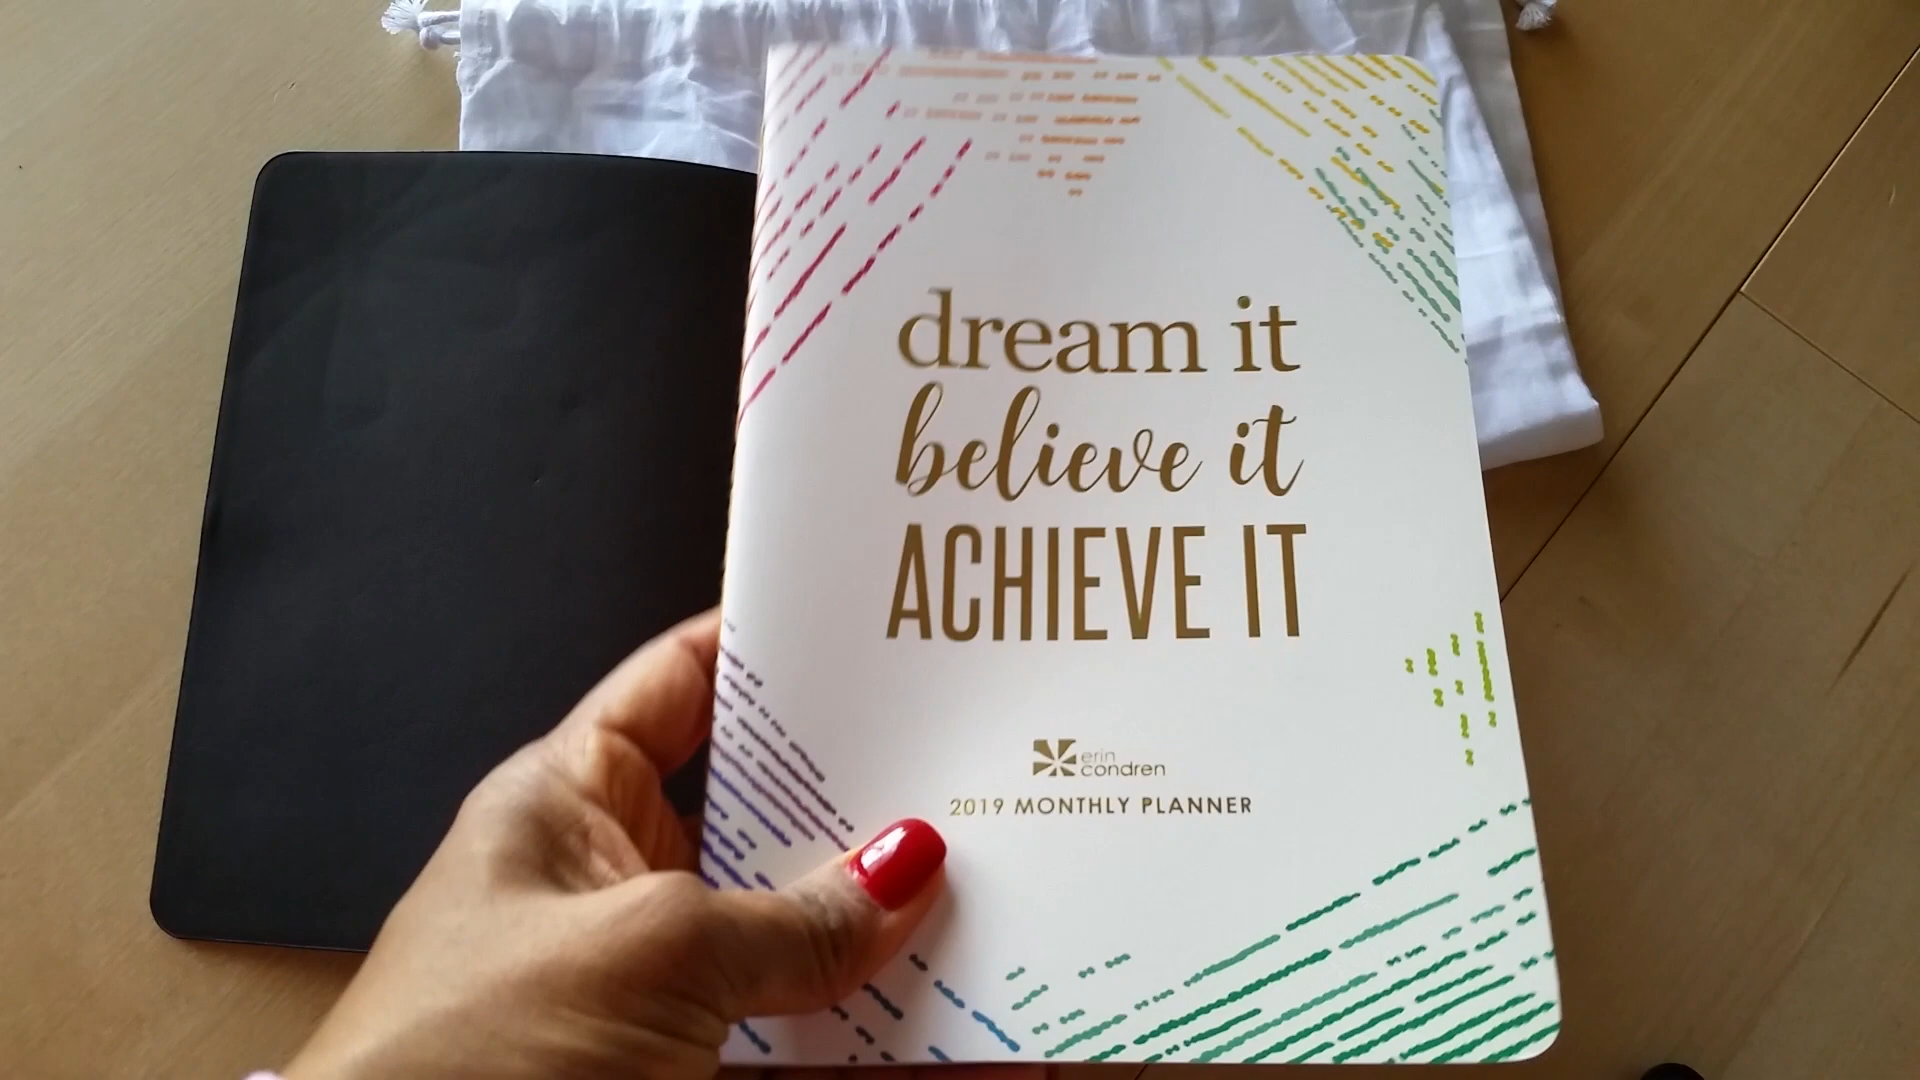 dream it
believe it
ACHIEVE IT
erin
condren
2019 MONTHLY PLANNER